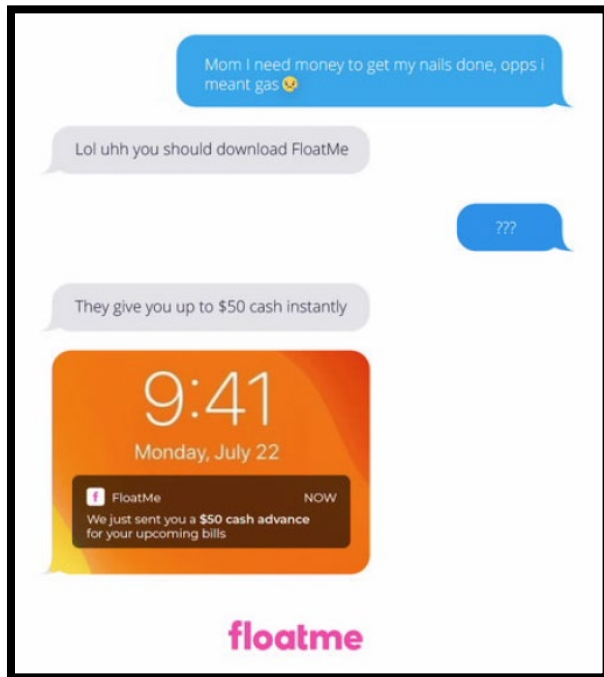 Mom I need money to get my nails done, opps i
meant gas😣
Lol uhh you should download FloatMe
???
They give you up to $50 cash instantly
9:41
Monday, July 22
f FloatMe NOW
We just sent you a $50 cash advance
for your upcoming bills
floatme